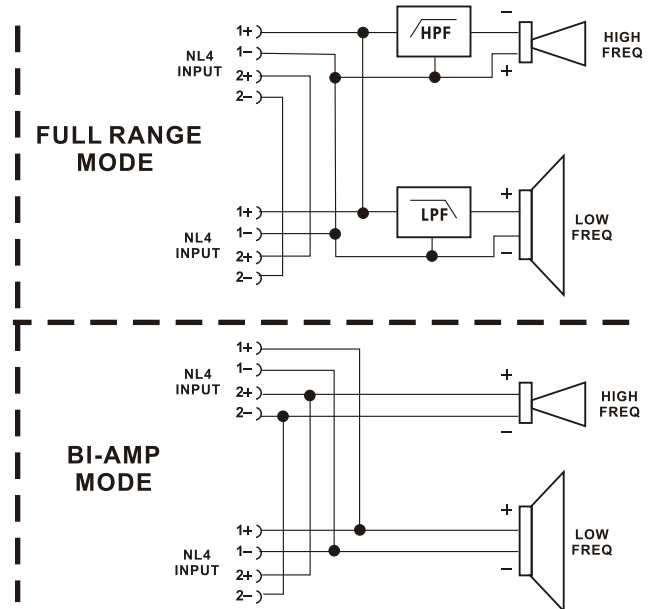 1+
1−
NL4
INPUT
2+
2−
HPF
−
+
HIGH
FREQ
FULL RANGE
MODE
1+
1−
NL4
INPUT
2+
2−
LPF
+
−
LOW
FREQ
1+
1−
NL4
INPUT
2+
2−
+
−
HIGH
FREQ
BI-AMP
MODE
1+
1−
NL4
INPUT
2+
2−
+
−
LOW
FREQ